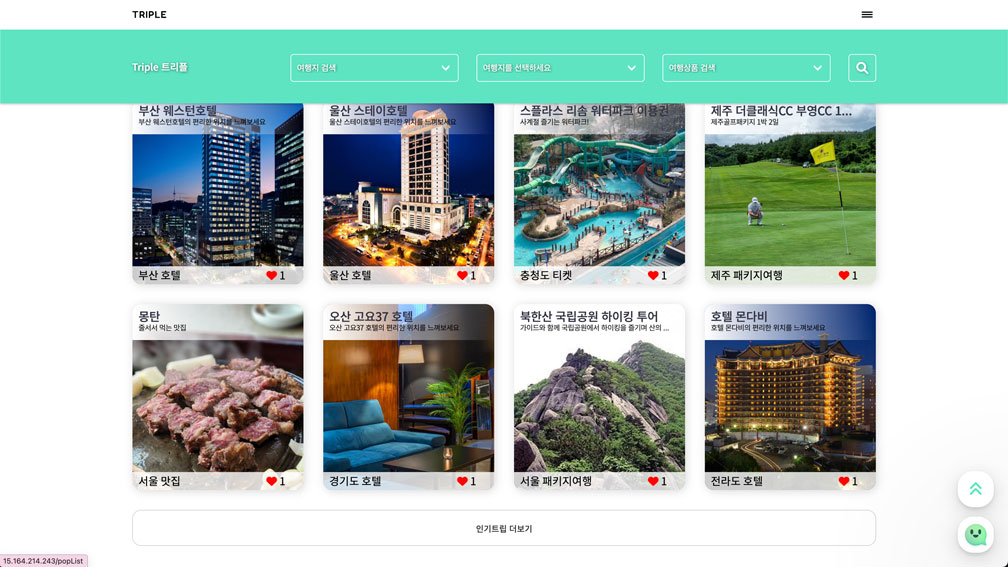 TRIPLE
Triple 트리플
여행지 검색
여행지를 선택하세요
여행상품 검색
부산 웨스턴호텔
부산 웨스턴호텔의 편리한 위치를 느껴보세요
부산 호텔
1
울산 스테이호텔
울산 스테이호텔의 편리한 위치를 느껴보세요
울산 호텔
1
스플라스 리솜 워터파크 이용권
사계절 즐기는 워터파크!
충청도 티켓
1
제주 더클래식CC 부영CC 1...
제주골프패키지 1박 2일
제주 패키지여행
1
몽탄
줄서서 먹는 맛집
서울 맛집
1
오산 고요37 호텔
오산 고요37 호텔의 편리한 위치를 느껴보세요
경기도 호텔
1
북한산 국립공원 하이킹 투어
가이드와 함께 국립공원에서 하이킹을 즐기며 산의 ...
서울 패키지여행
1
호텔 몬다비
호텔 몬다비의 편리한 위치를 느껴보세요
전라도 호텔
1
인기트립 더보기
15.164.214.243/popList